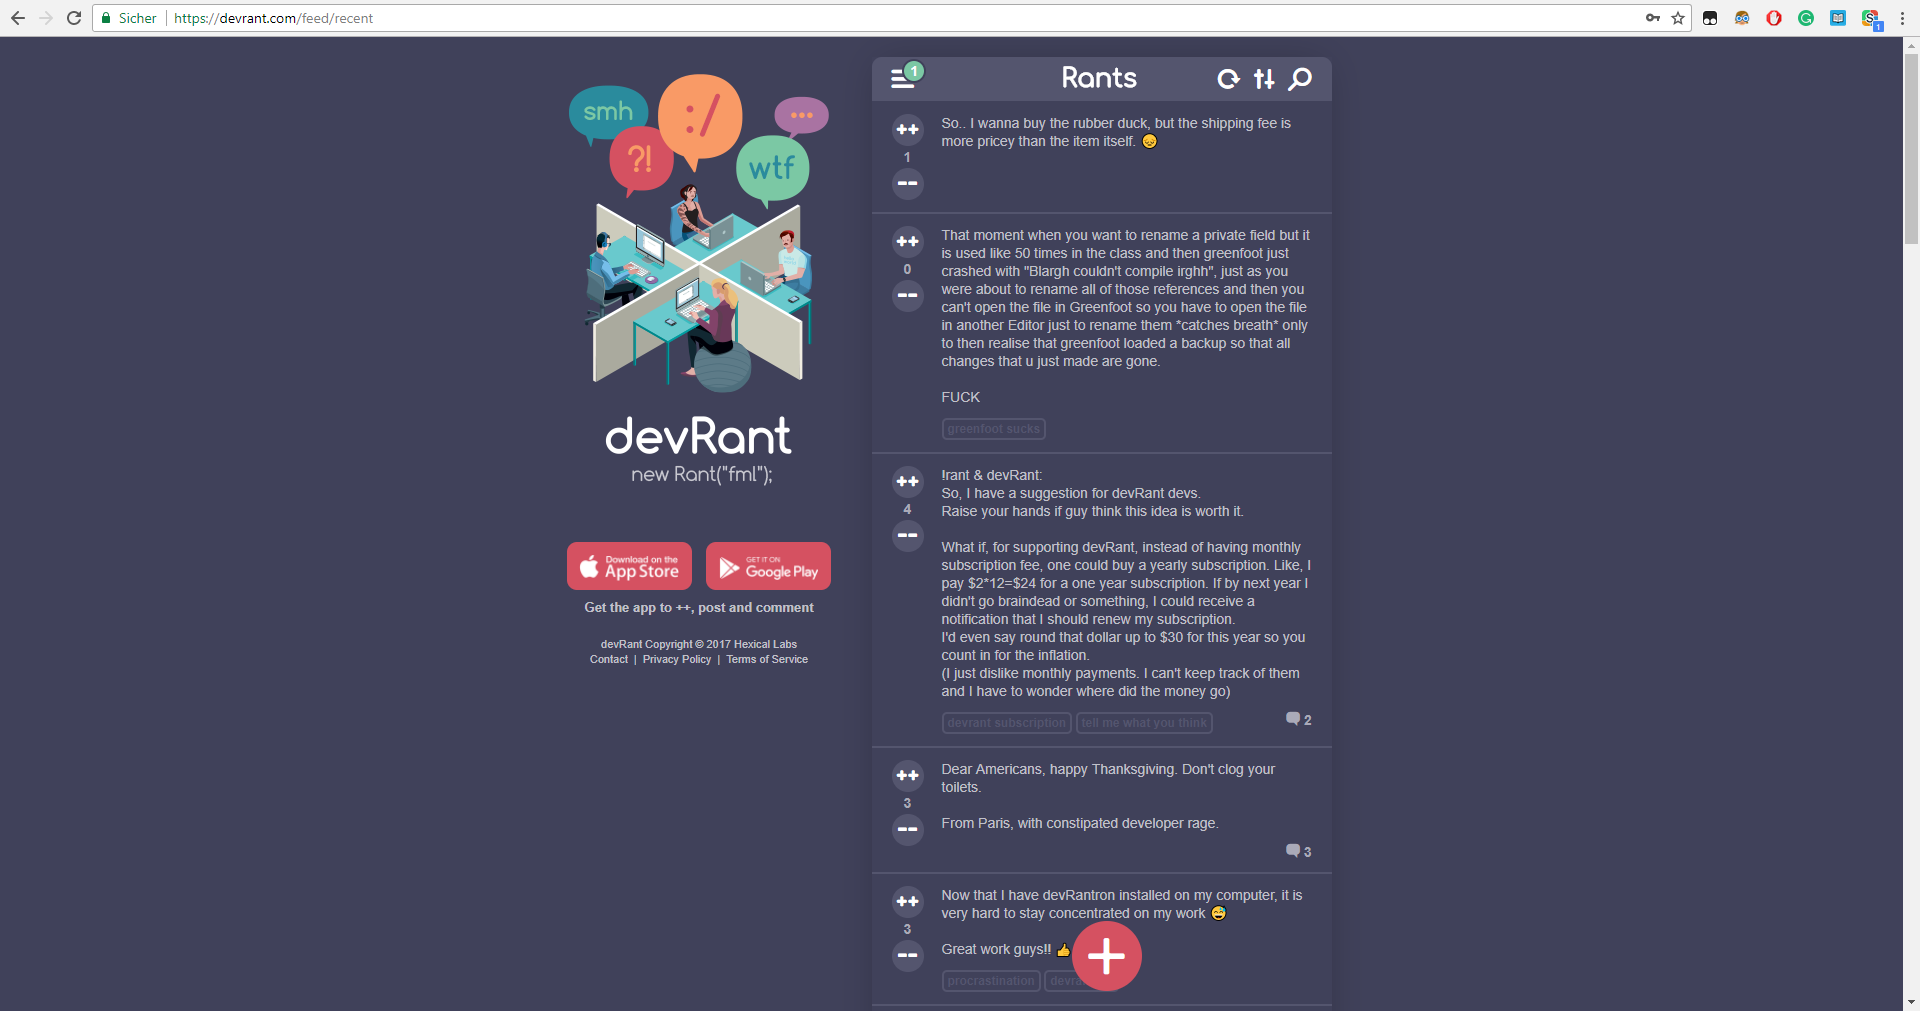 Sicher https://devrant.com/feed/recent
1
smh
:/
...
?!
wtf
devRant
new Rant("fml");
Download on the
App Store
GET IT ON
Google Play
Get the app to ++, post and comment
devRant Copyright © 2017 Hexical Labs
Contact | Privacy Policy | Terms of Service
1
Rants
++
1
--
So.. I wanna buy the rubber duck, but the shipping fee is
more pricey than the item itself. 😞
++
0
--
That moment when you want to rename a private field but it
is used like 50 times in the class and then greenfoot just
crashed with "Blargh couldn't compile irghh", just as you
were about to rename all of those references and then you
can't open the file in Greenfoot so you have to open the file
in another Editor just to rename them *catches breath* only
to then realise that greenfoot loaded a backup so that all
changes that u just made are gone.
FUCK
greenfoot sucks
++
4
--
!rant & devRant:
So, I have a suggestion for devRant devs.
Raise your hands if guy think this idea is worth it.
What if, for supporting devRant, instead of having monthly
subscription fee, one could buy a yearly subscription. Like, I
pay $2*12=$24 for a one year subscription. If by next year I
didn't go braindead or something, I could receive a
notification that I should renew my subscription.
I'd even say round that dollar up to $30 for this year so you
count in for the inflation.
(I just dislike monthly payments. I can't keep track of them
and I have to wonder where did the money go)
devrant subscription tell me what you think
2
++
3
--
Dear Americans, happy Thanksgiving. Don't clog your
toilets.
From Paris, with constipated developer rage.
3
++
3
--
Now that I have devRantron installed on my computer, it is
very hard to stay concentrated on my work 😅
Great work guys!! 👍
procrastination